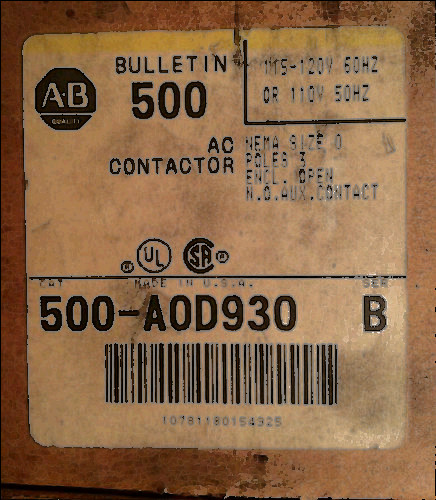 A-B
QUALITY
BULLETIN
500
115-120V 60HZ
OR 110V 50HZ
AC
CONTACTOR
NEMA SIZE 0
POLES 3
ENCL. OPEN
N.O.AUX.CONTACT
® UL SA ®
CAT MADE IN U.S.A. SER
500-AOD930 B
10781180154325